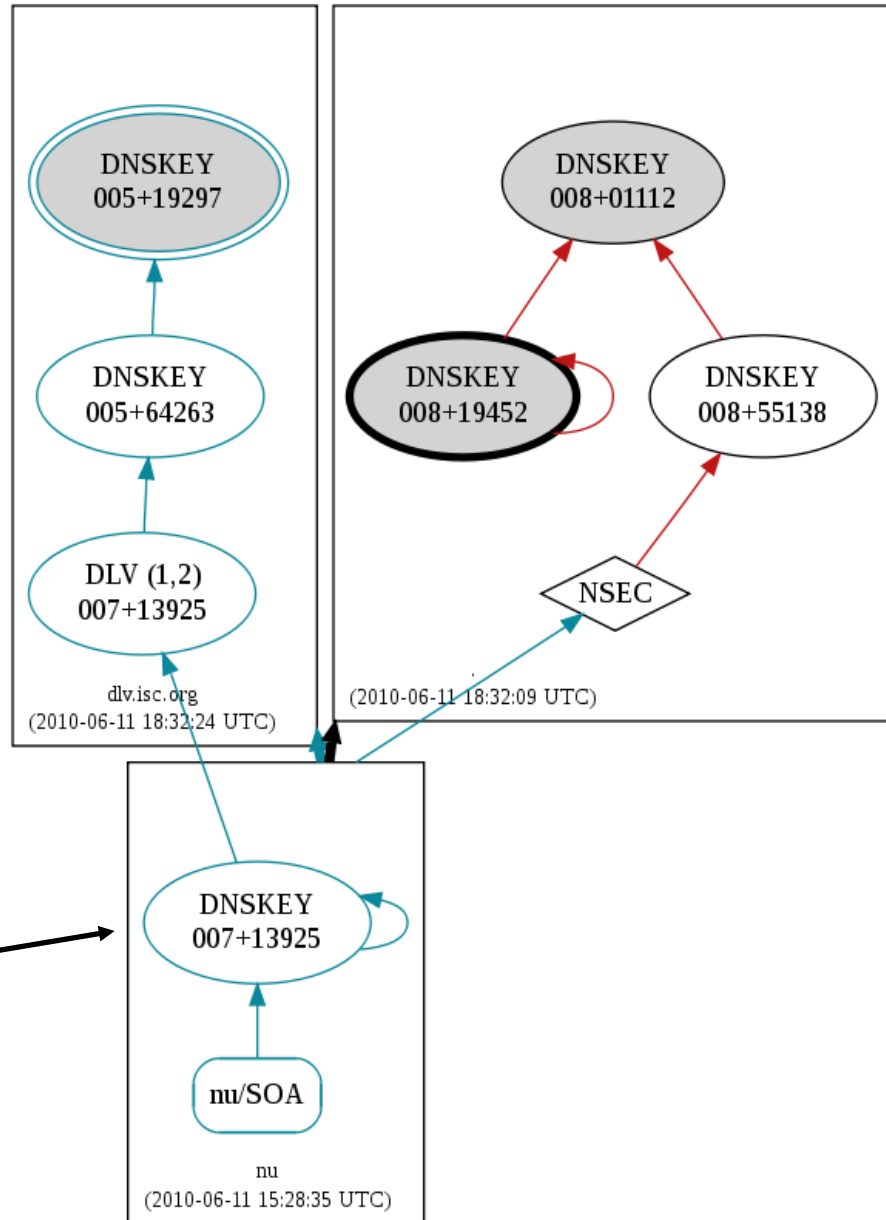 DNSKEY
005+19297
DNSKEY
005+64263
DLV (1,2)
007+13925
dlv.isc.org
(2010-06-11 18:32:24 UTC)
DNSKEY
008+01112
DNSKEY
008+19452
DNSKEY
008+55138
NSEC
.
(2010-06-11 18:32:09 UTC)
DNSKEY
007+13925
nu/SOA
nu
(2010-06-11 15:28:35 UTC)